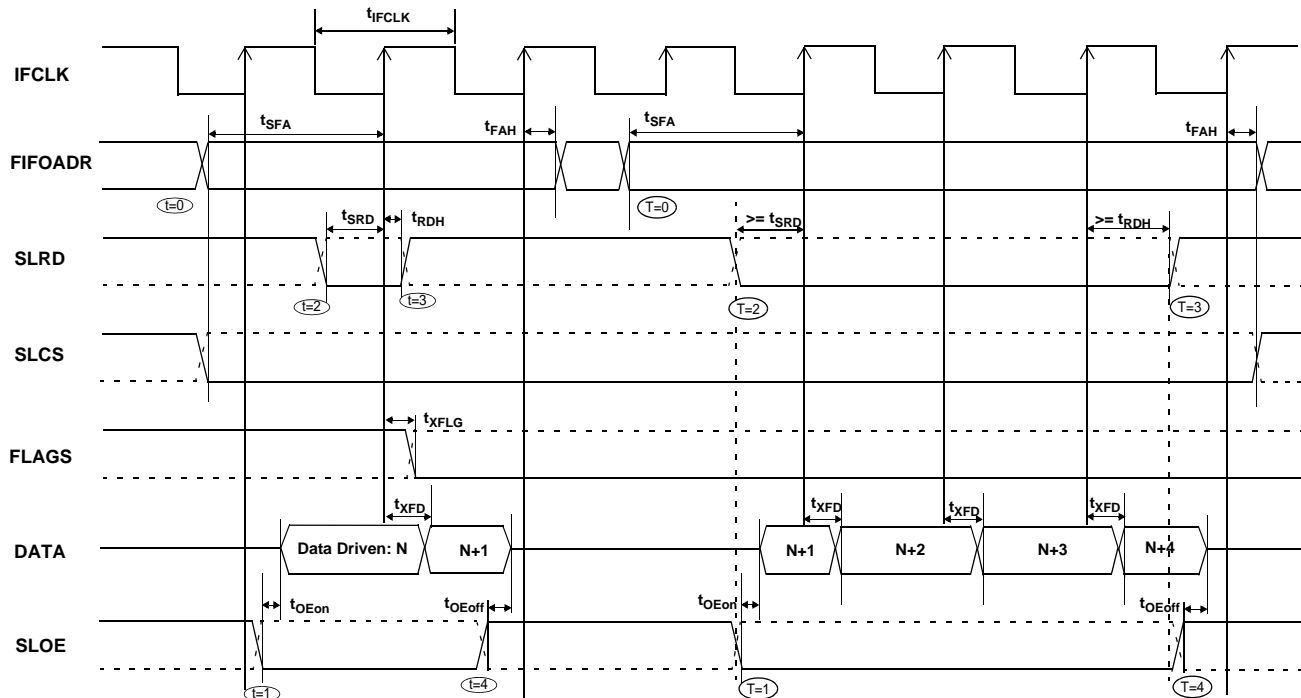 tIFCLK
IFCLK
tSFA
tFAH
tSFA
tFAH
FIFOADR
t=0
T=0
tSRD
tRDH
>= tSRD
>= tRDH
SLRD
t=2
t=3
T=2
T=3
SLCS
tXFLG
FLAGS
tXFD
tXFD
tXFD
tXFD
DATA
Data Driven: N
N+1
N+1
N+2
N+3
N+4
tOEon
tOEoff
tOEon
tOEoff
SLOE
t=1
t=4
T=1
T=4